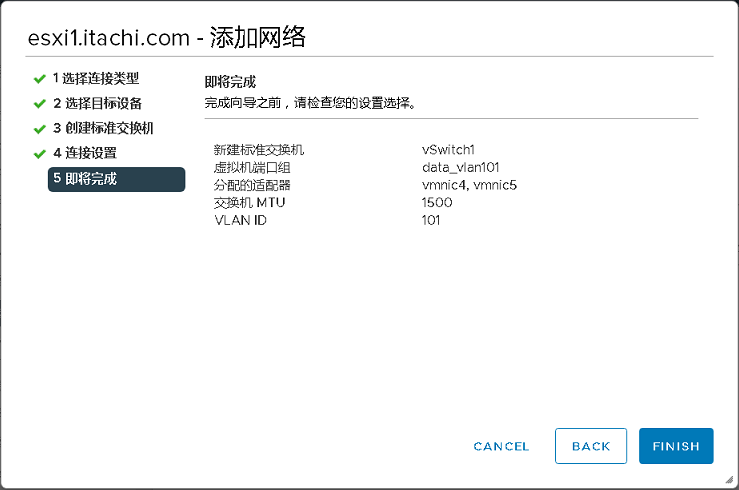 esxi1.itachi.com - 添加网络
1 选择连接类型
2 选择目标设备
3 创建标准交换机
4 连接设置
5 即将完成
即将完成
完成向导之前，请检查您的设置选择。
新建标准交换机 vSwitch1
虚拟机端口组 data_vlan101
分配的适配器 vmnic4, vmnic5
交换机 MTU 1500
VLAN ID 101
CANCEL BACK FINISH